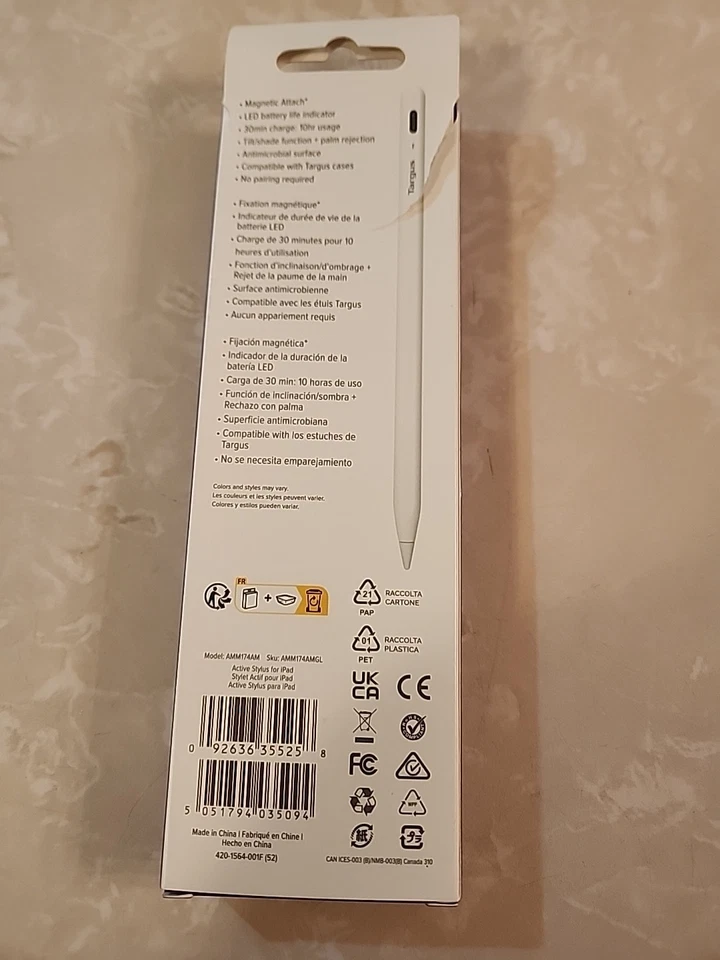 • Magnetic Attach*
• LED battery life indicator
• 30min charge: 10hr usage
• Tilt/shade function + palm rejection
• Antimicrobial surface
• Compatible with Targus cases
• No pairing required
Targus
• Fixation magnétique*
• Indicateur de durée de vie de la
batterie LED
• Charge de 30 minutes pour 10
heures d'utilisation
• Fonction d'inclinaison/d'ombrage +
Rejet de la paume de la main
• Surface antimicrobienne
• Compatible avec les étuis Targus
• Aucun appariement requis
• Fijación magnética*
• Indicador de la duración de la
batería LED
• Carga de 30 min: 10 horas de uso
• Función de inclinación/sombra +
Rechazo con palma
• Superficie antimicrobiana
• Compatible with los estuches de
Targus
• No se necesita emparejamiento
Colors and styles may vary.
Les couleurs et les styles peuvent varier.
Colores y estilos pueden variar.
FR
+
21
PAP
RACCOLTA
CARTONE
01
PET
RACCOLTA
PLASTICA
UK
CA
CE
FC
MPP
紙
プラ
Model: AMM174AM Sku: AMM174AMGL
Active Stylus for iPad
Stylet Actif pour iPad
Active Stylus para iPad
0 92636 35525 8
5 051794 035094
Made in China | Fabriqué en Chine |
Hecho en China
420-1564-001F (52)
CAN ICES-003 (B)/NMB-003(B) Canada 310